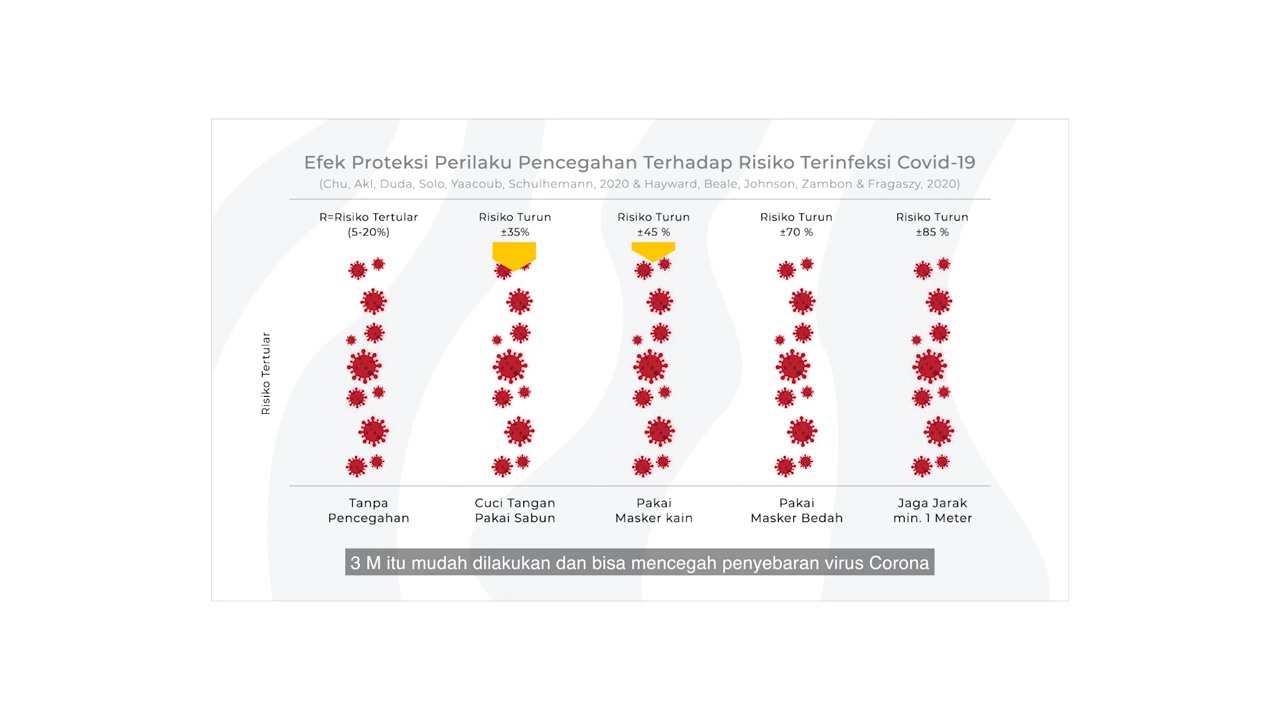 Efek Proteksi Perilaku Pencegahan Terhadap Risiko Terinfeksi Covid-19
(Chu, Akl, Duda, Solo, Yaacoub, Schulhemann, 2020 & Hayward, Beale, Johnson, Zambon & Fragaszy, 2020)
R=Risiko Tertular
(5-20%)
Risiko Turun
±35%
Risiko Turun
±45 %
Risiko Turun
±70 %
Risiko Turun
±85 %
Risiko Tertular
Tanpa
Pencegahan
Cuci Tangan
Pakai Sabun
Pakai
Masker kain
Pakai
Masker Bedah
Jaga Jarak
min. 1 Meter
3 M itu mudah dilakukan dan bisa mencegah penyebaran virus Corona